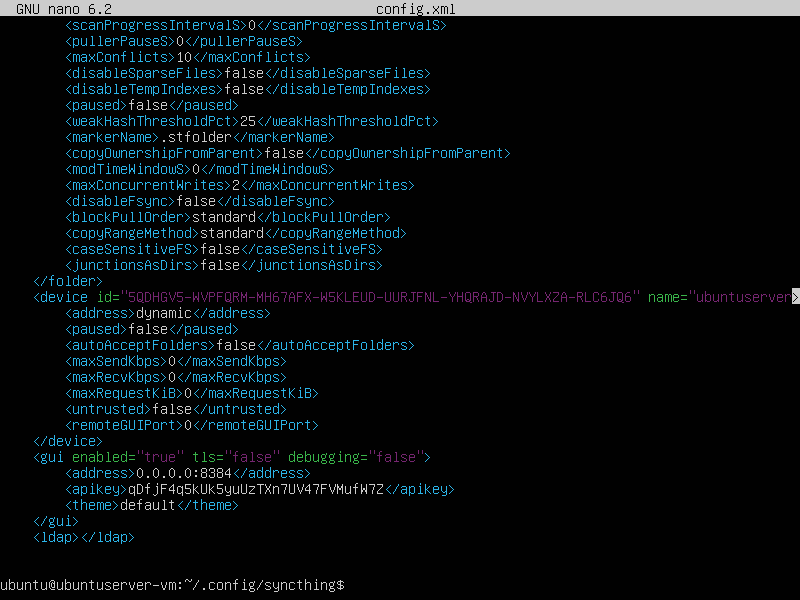 GNU nano 6.2 config.xml
<scanProgressIntervalS>0</scanProgressIntervalS>
<pullerPauseS>0</pullerPauseS>
<maxConflicts>10</maxConflicts>
<disableSparseFiles>false</disableSparseFiles>
<disableTempIndexes>false</disableTempIndexes>
<paused>false</paused>
<weakHashThresholdPct>25</weakHashThresholdPct>
<markerName>.stfolder</markerName>
<copyOwnershipFromParent>false</copyOwnershipFromParent>
<modTimeWindowS>0</modTimeWindowS>
<maxConcurrentWrites>2</maxConcurrentWrites>
<disableFsync>false</disableFsync>
<blockPullOrder>standard</blockPullOrder>
<copyRangeMethod>standard</copyRangeMethod>
<caseSensitiveFS>false</caseSensitiveFS>
<junctionsAsDirs>false</junctionsAsDirs>
</folder>
<device id="5QDHGV5-WVPFQRM-MH67AFX-W5KLEUD-UURJFNL-YHQRAJD-NVYLXZA-RLC6JQ6" name="ubuntuserver>
<address>dynamic</address>
<paused>false</paused>
<autoAcceptFolders>false</autoAcceptFolders>
<maxSendKbps>0</maxSendKbps>
<maxRecvKbps>0</maxRecvKbps>
<maxRequestKiB>0</maxRequestKiB>
<untrusted>false</untrusted>
<remoteGUIPort>0</remoteGUIPort>
</device>
<gui enabled="true" tls="false" debugging="false">
<address>0.0.0.0:8384</address>
<apikey>qDfjF4q5kUk5yuUzTXn7UV47FVMufW7Z</apikey>
<theme>default</theme>
</gui>
<ldap></ldap>
ubuntu@ubuntuserver-vm:~/.config/syncthing$